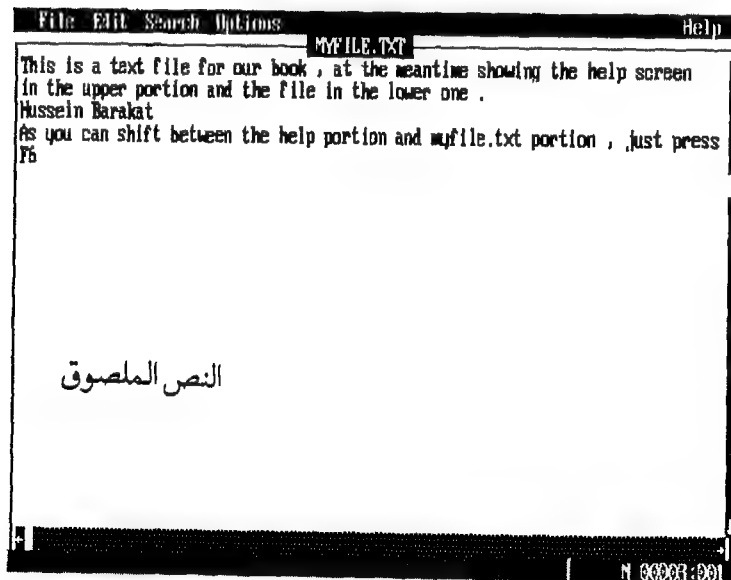 File Edit Search Options Help
MYFILE.TXT
This is a text file for our book , at the meantime showing the help screen
in the upper portion and the file in the lower one .
Hussein Barakat
As you can shift between the help portion and myfile.txt portion , just press
F6
النص الملصوق
N 00003:001